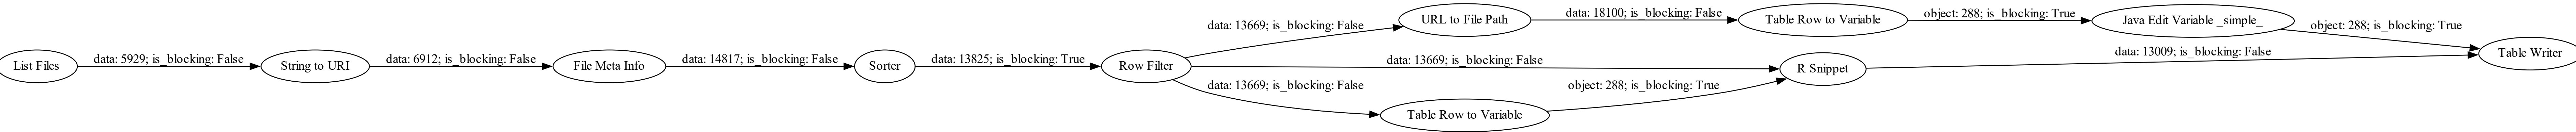 List Files
data: 5929; is_blocking: False
String to URI
data: 6912; is_blocking: False
File Meta Info
data: 14817; is_blocking: False
Sorter
data: 13825; is_blocking: True
Row Filter
data: 13669; is_blocking: False
URL to File Path
data: 18100; is_blocking: False
Table Row to Variable
object: 288; is_blocking: True
Java Edit Variable _simple_
object: 288; is_blocking: True
data: 13669; is_blocking: False
R Snippet
data: 13009; is_blocking: False
Table Writer
data: 13669; is_blocking: False
Table Row to Variable
object: 288; is_blocking: True